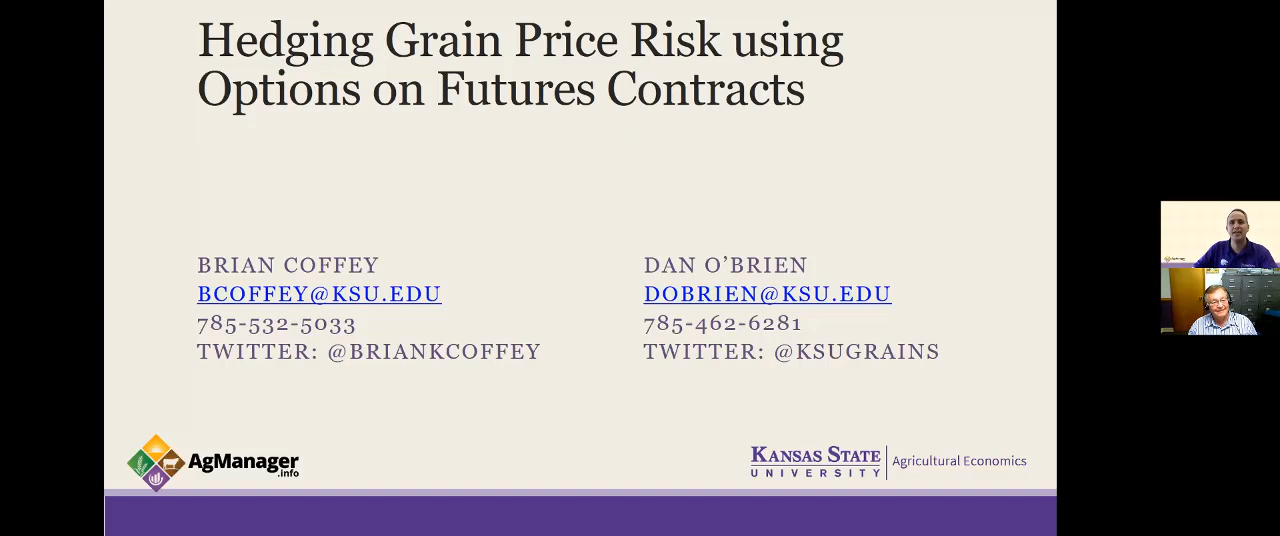 Hedging Grain Price Risk using
Options on Futures Contracts
BRIAN COFFEY
BCOFFEY@KSU.EDU
785-532-5033
TWITTER: @BRIANKCOFFEY
DAN O’BRIEN
DOBRIEN@KSU.EDU
785-462-6281
TWITTER: @KSUGRAINS
AgManager
.info
KANSAS STATE
UNIVERSITY
Agricultural Economics